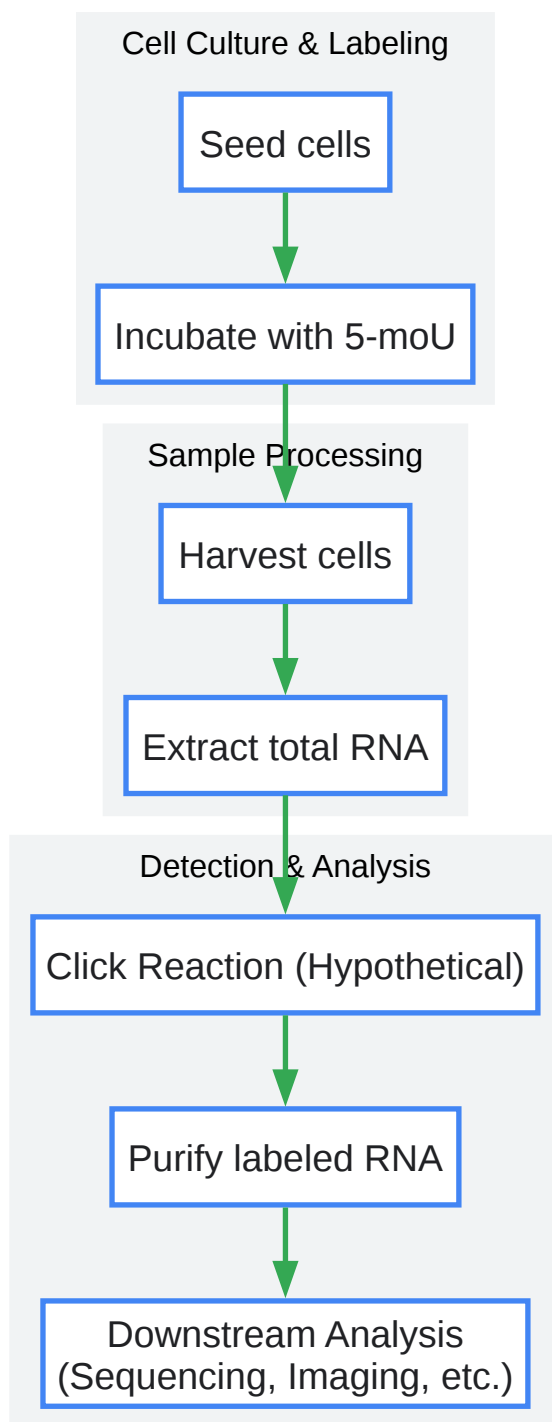 Cell Culture & Labeling
Seed cells
Incubate with 5-moU
Sample Processing
Harvest cells
Extract total RNA
Detection & Analysis
Click Reaction (Hypothetical)
Purify labeled RNA
Downstream Analysis
(Sequencing, Imaging, etc.)